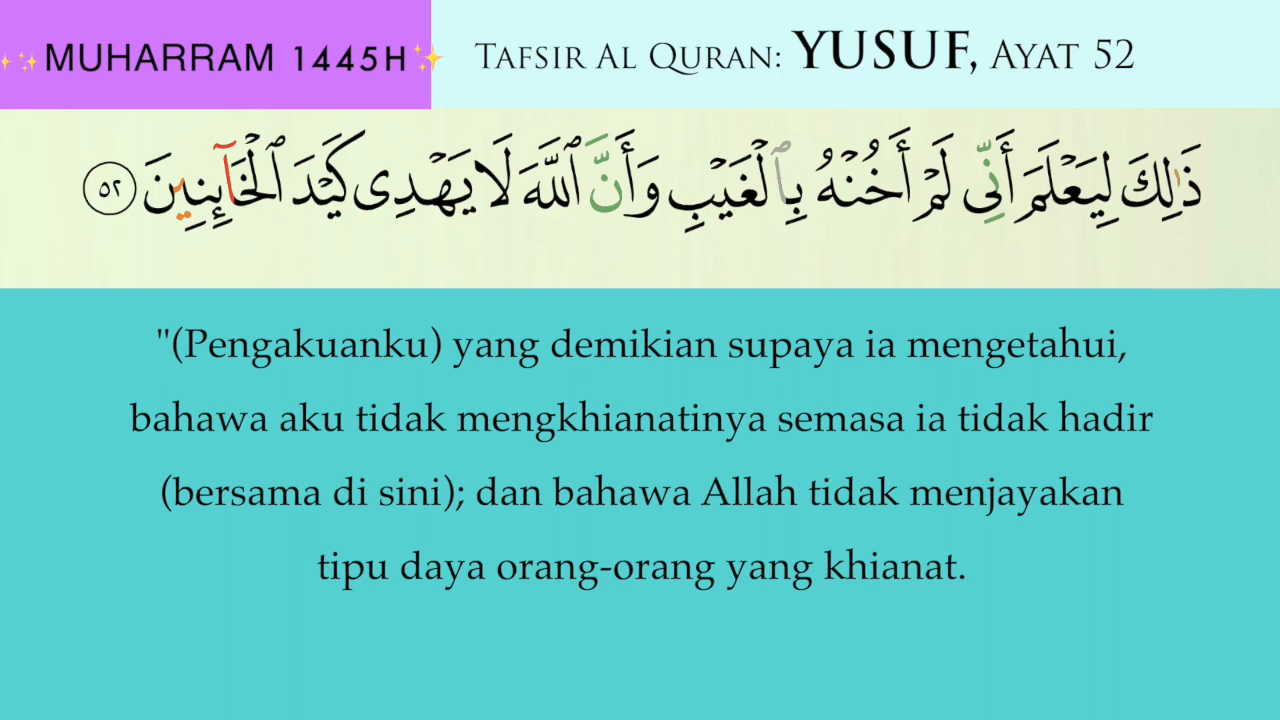 ✨MUHARRAM 1445H✨
TAFSIR AL QURAN: YUSUF, AYAT 52
ذَٰلِكَ لِيَعْلَمَ أَنِّى لَمْ أَخُنْهُ بِٱلْغَيْبِ وَأَنَّ ٱللَّهَ لَا يَهْدِى كَيْدَ ٱلْخَآئِنِينَ ٥٢
"(Pengakuanku) yang demikian supaya ia mengetahui,
bahawa aku tidak mengkhianatinya semasa ia tidak hadir
(bersama di sini); dan bahawa Allah tidak menjayakan
tipu daya orang-orang yang khianat.